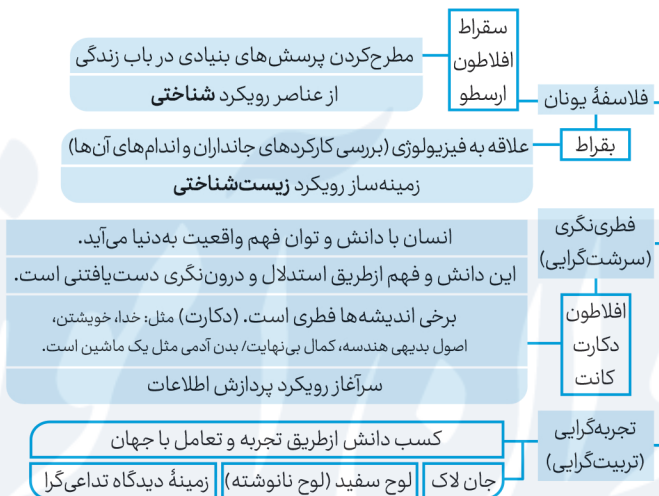 فلاسفهٔ یونان
سقراط
افلاطون
ارسطو
مطرح‌کردن پرسش‌های بنیادی در باب زندگی
از عناصر رویکرد شناختی
بقراط
علاقه به فیزیولوژی (بررسی کارکردهای جانداران و اندام‌های آن‌ها)
زمینه‌ساز رویکرد زیست‌شناختی
فطری‌نگری
(سرشت‌گرایی)
افلاطون
دکارت
کانت
انسان با دانش و توان فهم واقعیت به‌دنیا می‌آید.
این دانش و فهم ازطریق استدلال و درون‌نگری دست‌یافتنی است.
برخی اندیشه‌ها فطری است. (دکارت) مثل: خدا، خویشتن،
اصول بدیهی هندسه، کمال بی‌نهایت/ بدن آدمی مثل یک ماشین است.
سرآغاز رویکرد پردازش اطلاعات
تجربه‌گرایی
(تربیت‌گرایی)
کسب دانش ازطریق تجربه و تعامل با جهان
جان لاک
لوح سفید (لوح نانوشته)
زمینهٔ دیدگاه تداعی‌گرا